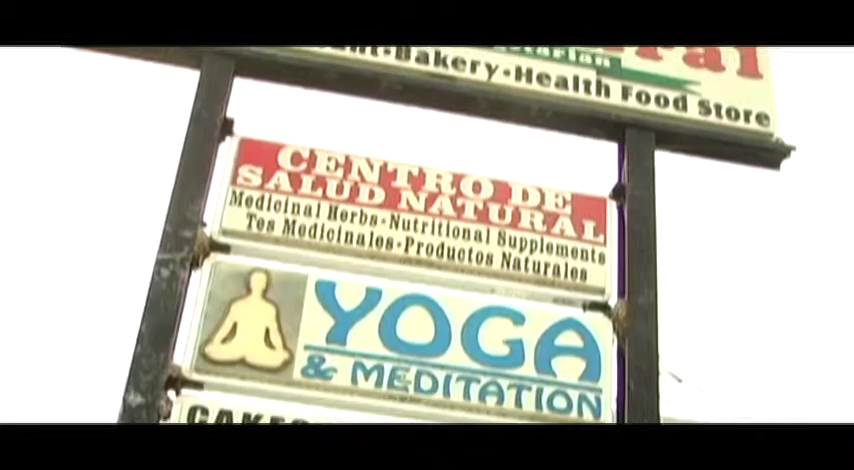 Bakery • Health Food Store
CENTRO DE
SALUD NATURAL
Medicinal Herbs • Nutritional Supplements
Tes Medicinales • Productos Naturales
YOGA
& MEDITATION